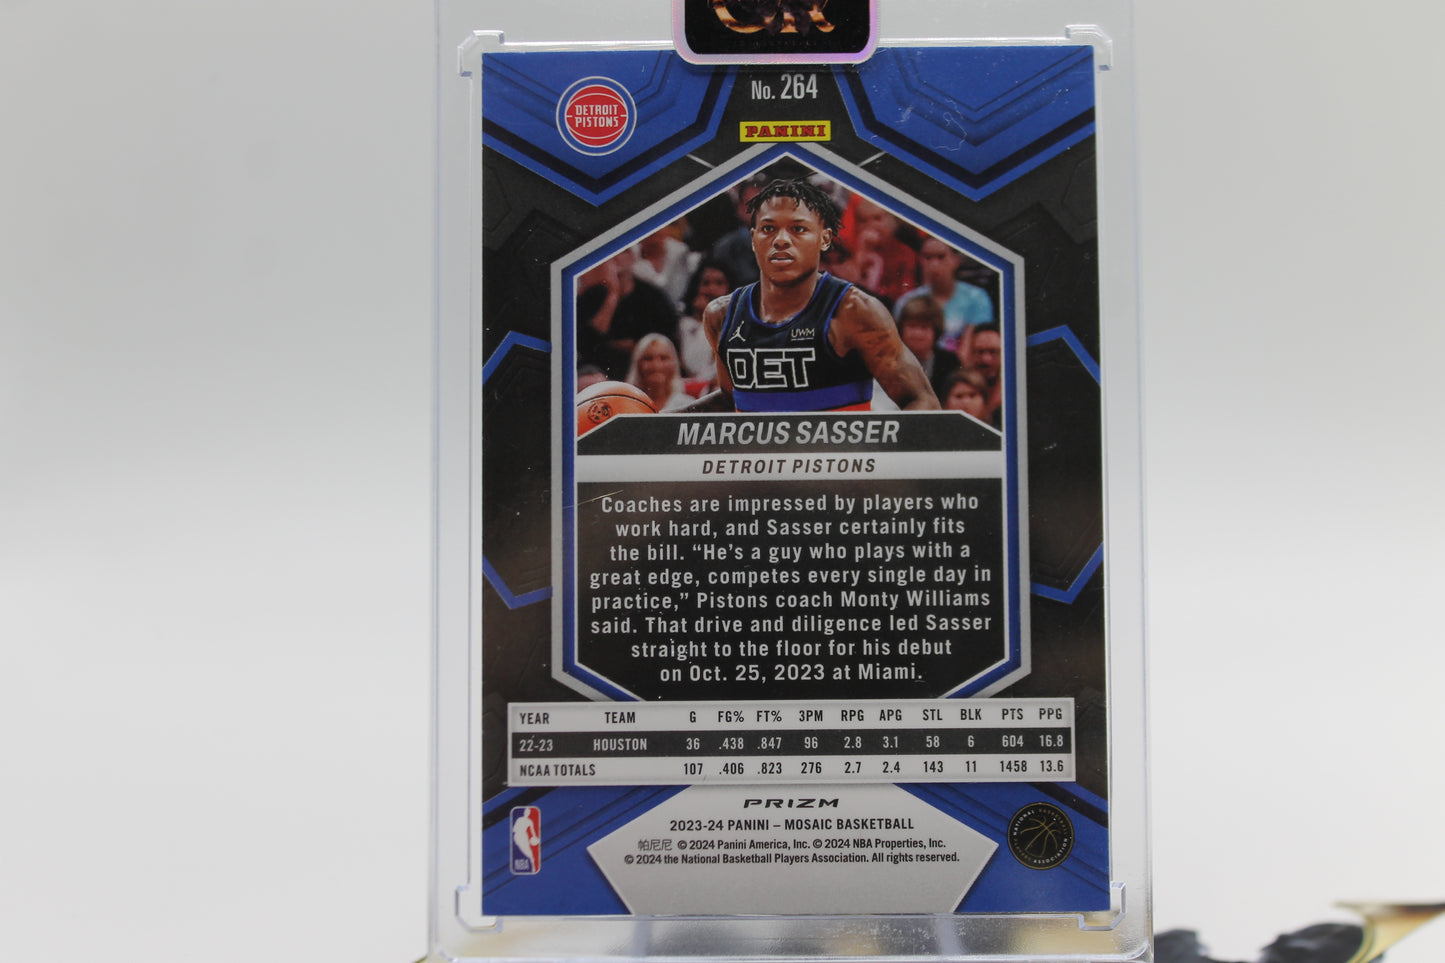 No. 264
PANINI
DETROIT
PISTONS
UWM
DET
MARCUS SASSER
DETROIT PISTONS
Coaches are impressed by players who
work hard, and Sasser certainly fits
the bill. “He’s a guy who plays with a
great edge, competes every single day in
practice,” Pistons coach Monty Williams
said. That drive and diligence led Sasser
straight to the floor for his debut
on Oct. 25, 2023 at Miami.
YEAR TEAM G FG% FT% 3PM RPG APG STL BLK PTS PPG
22-23 HOUSTON 36 .438 .847 96 2.8 3.1 58 6 604 16.8
NCAA TOTALS 107 .406 .823 276 2.7 2.4 143 11 1458 13.6
PRIZM
2023-24 PANINI – MOSAIC BASKETBALL
帕尼尼 © 2024 Panini America, Inc. © 2024 NBA Properties, Inc.
© 2024 the National Basketball Players Association. All rights reserved.
NBA
NATIONAL BASKETBALL
PLAYERS ASSOCIATION